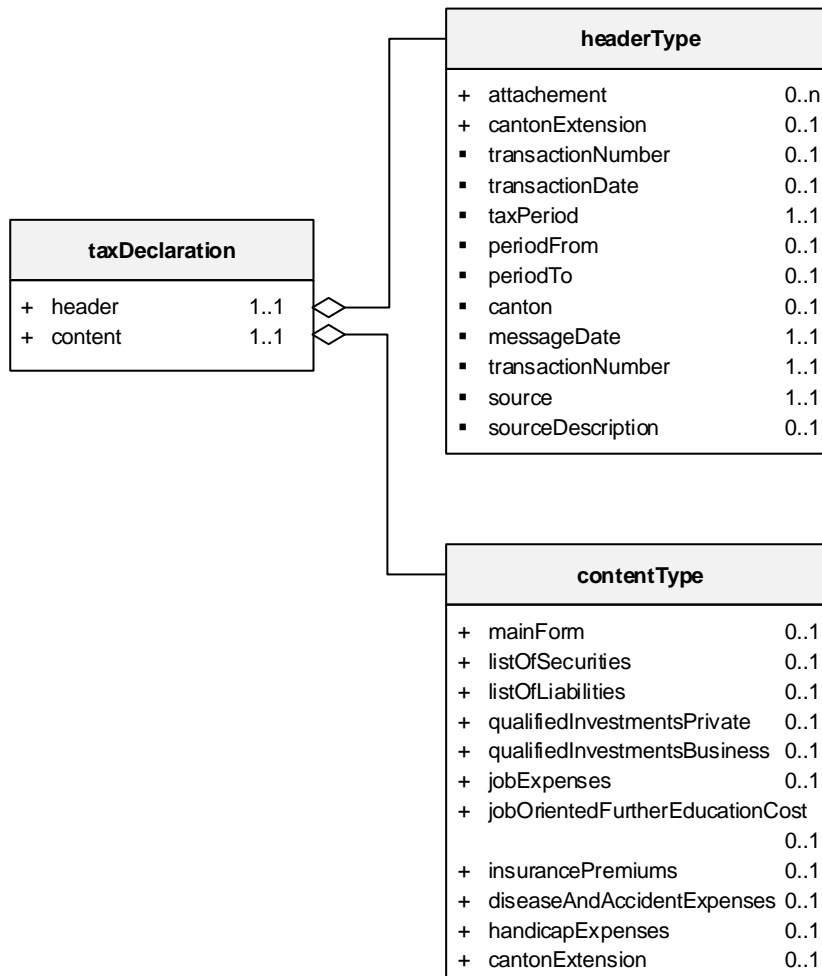 headerType
+ attachement 0..n
+ cantonExtension 0..1
▪ transactionNumber 0..1
▪ transactionDate 0..1
▪ taxPeriod 1..1
▪ periodFrom 0..1
▪ periodTo 0..1
▪ canton 0..1
▪ messageDate 1..1
▪ transactionNumber 1..1
▪ source 1..1
▪ sourceDescription 0..1
taxDeclaration
+ header 1..1
+ content 1..1
contentType
+ mainForm 0..1
+ listOfSecurities 0..1
+ listOfLiabilities 0..1
+ qualifiedInvestmentsPrivate 0..1
+ qualifiedInvestmentsBusiness 0..1
+ jobExpenses 0..1
+ jobOrientedFurtherEducationCost
0..1
+ insurancePremiums 0..1
+ diseaseAndAccidentExpenses 0..1
+ handicapExpenses 0..1
+ cantonExtension 0..1